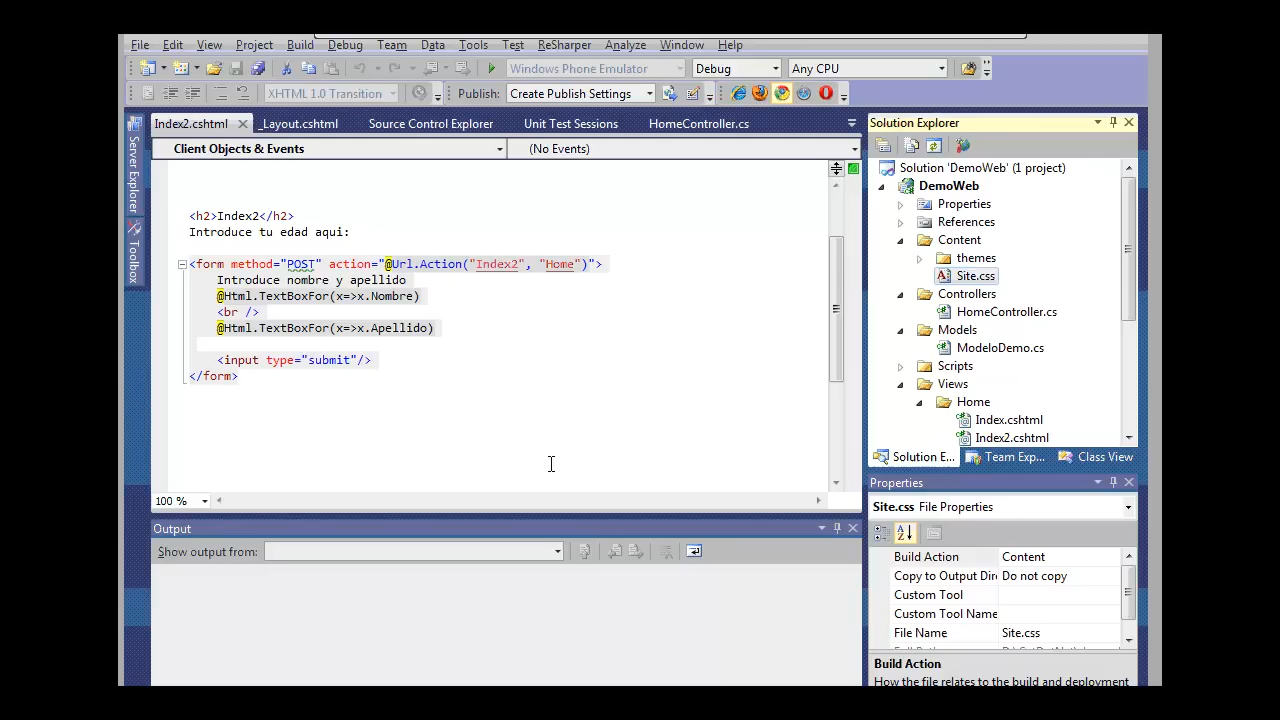 File Edit View Project Build Debug Team Data Tools Test ReSharper Analyze Window Help
Windows Phone Emulator Debug Any CPU
XHTML 1.0 Transition Publish: Create Publish Settings
Index2.cshtml _Layout.cshtml Source Control Explorer Unit Test Sessions HomeController.cs
Client Objects & Events (No Events)
Server Explorer
Toolbox
<h2>Index2</h2>
Introduce tu edad aqui:
<form method="POST" action="@Url.Action("Index2", "Home")">
Introduce nombre y apellido
@Html.TextBoxFor(x=>x.Nombre)
<br />
@Html.TextBoxFor(x=>x.Apellido)
<input type="submit"/>
</form>
100 %
Output
Show output from:
Solution Explorer
Solution 'DemoWeb' (1 project)
DemoWeb
Properties
References
Content
themes
Site.css
Controllers
HomeController.cs
Models
ModeloDemo.cs
Scripts
Views
Home
Index.cshtml
Index2.cshtml
Solution E... Team Exp... Class View
Properties
Site.css File Properties
Build Action Content
Copy to Output Dir Do not copy
Custom Tool
Custom Tool Name
File Name Site.css
Build Action
How the file relates to the build and deployment